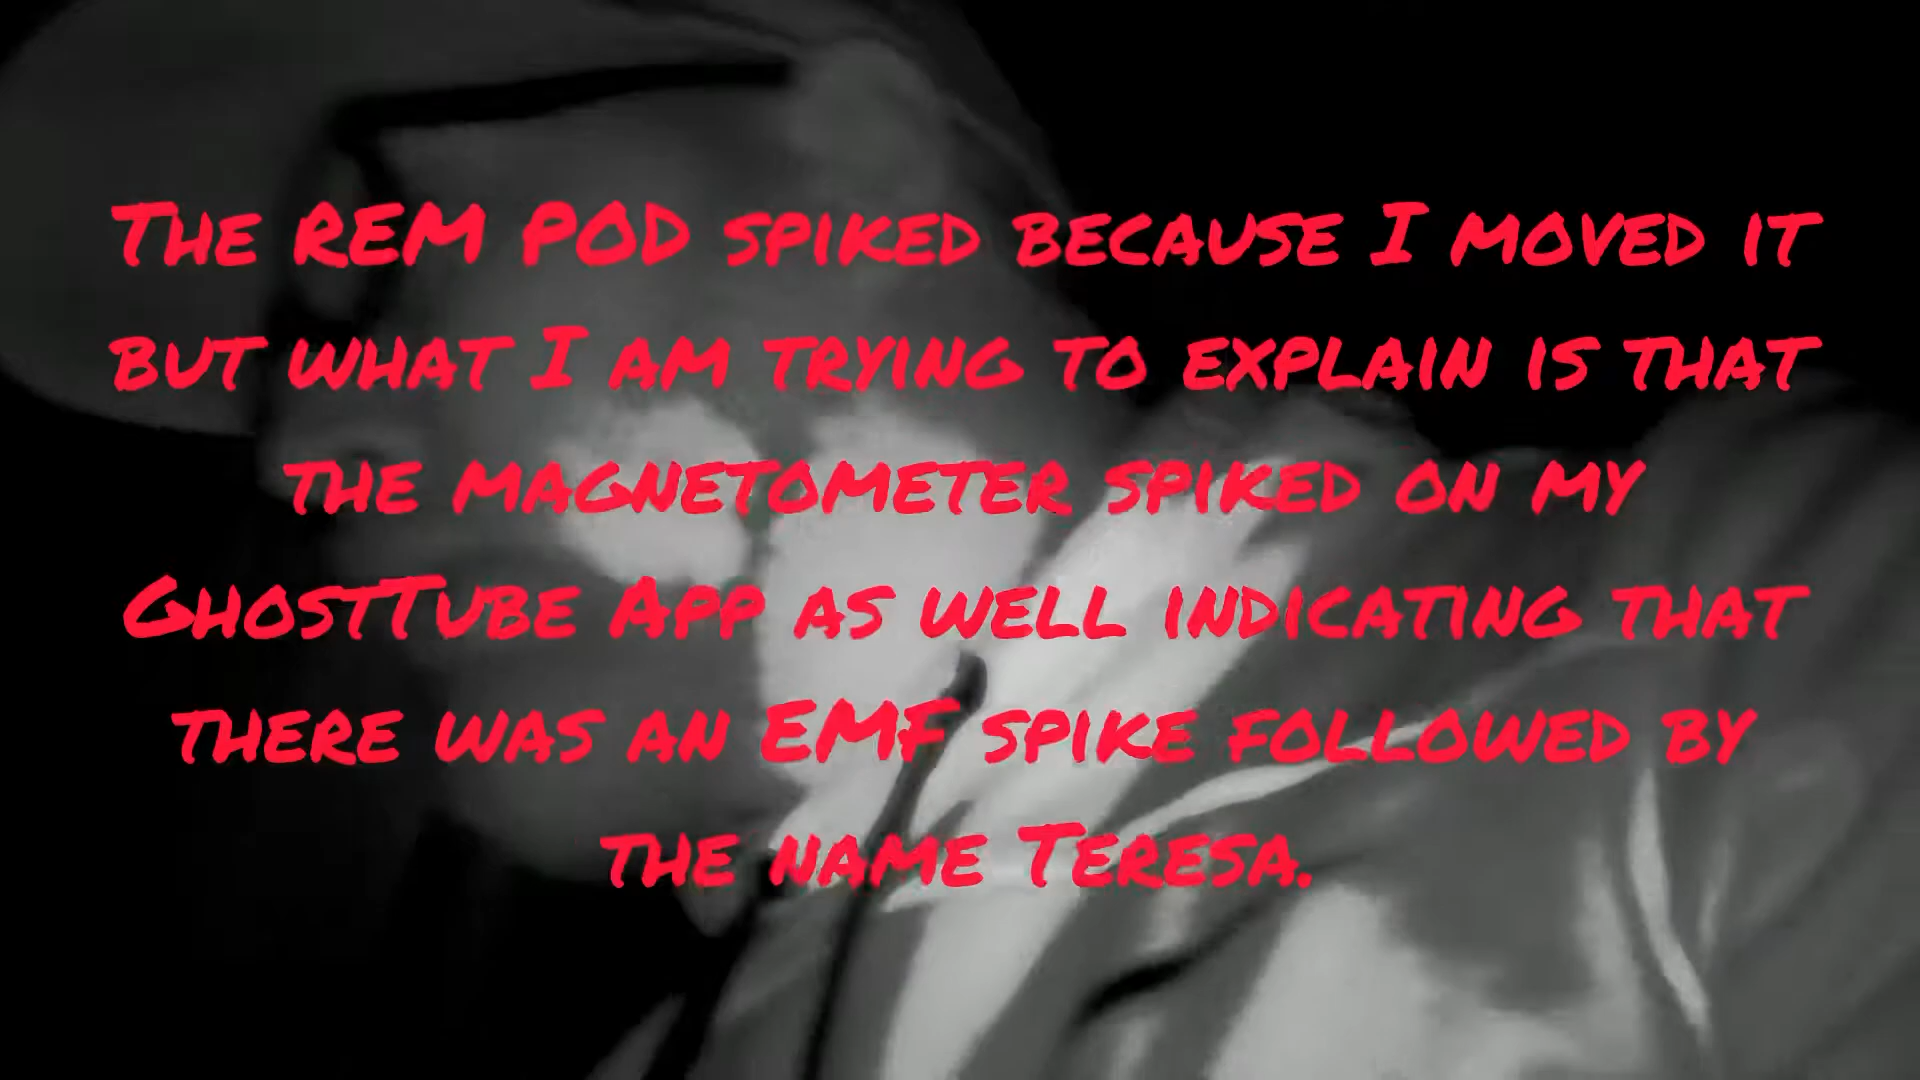 The REM POD spiked because I moved it
but what I am trying to explain is that
the magnetometer spiked on my
GhostTube App as well indicating that
there was an EMF spike followed by
the name Teresa.